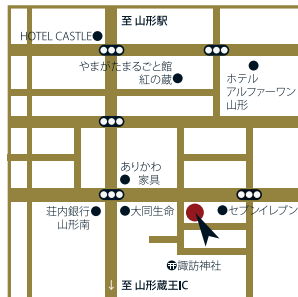 至 山形駅
HOTEL CASTLE
やまがたまるごと館
紅の蔵
ホテル
アルファーワン
山形
ありかわ
家具
荘内銀行
山形南
大同生命
セブンイレブン
諏訪神社
↓ 至 山形蔵王IC